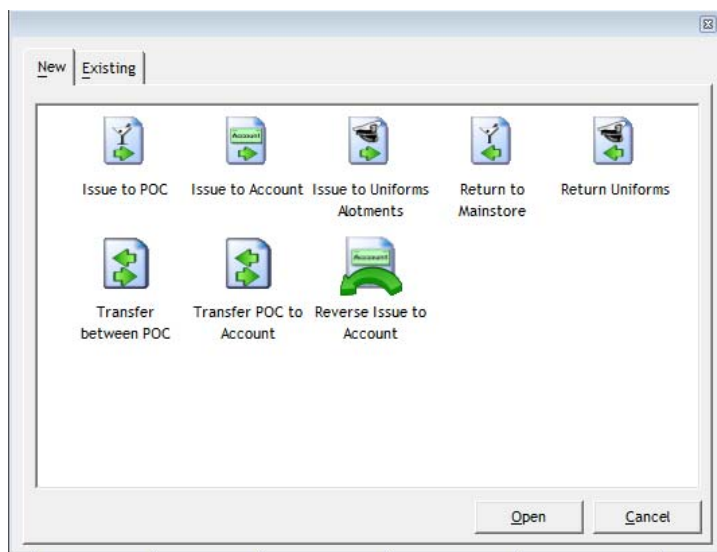 New Existing
Account
Issue to POC Issue to Account Issue to Uniforms Return to Return Uniforms
Alotments Mainstore
Account
Transfer Transfer POC to Reverse Issue to
between POC Account Account
Open Cancel